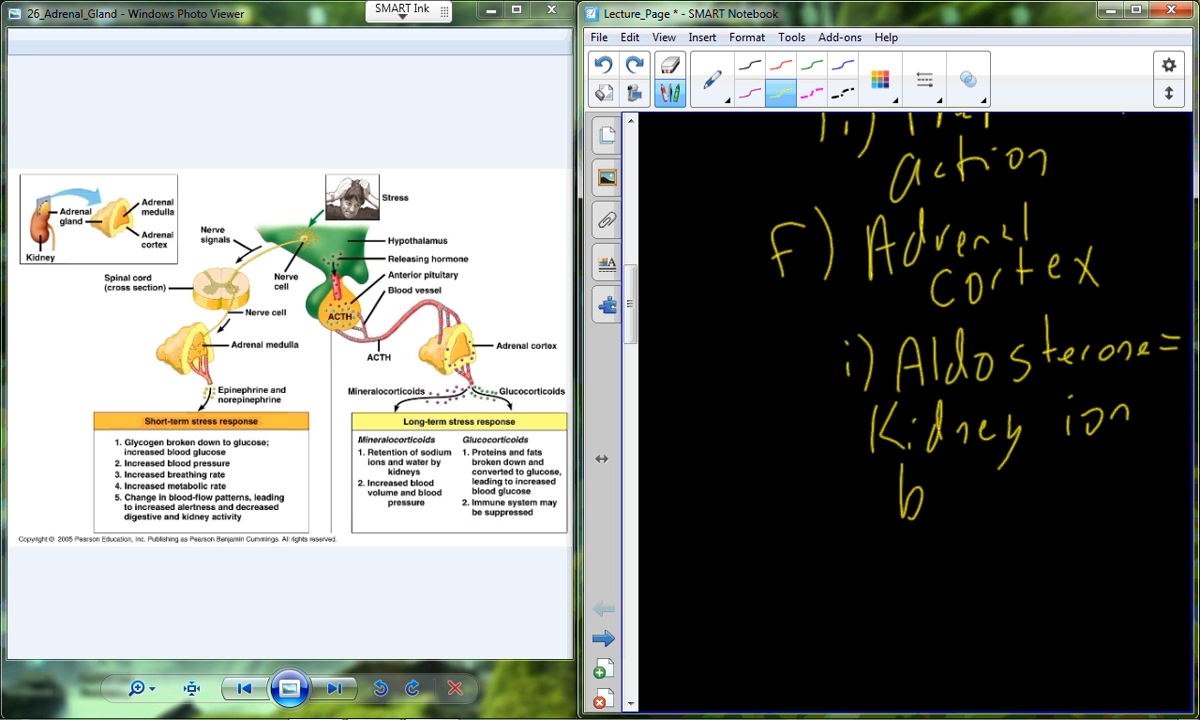 26_Adrenal_Gland - Windows Photo Viewer
SMART Ink
Adrenal gland
Kidney
Adrenal medulla
Adrenal cortex
Stress
Nerve signals
Hypothalamus
Releasing hormone
Nerve cell
Anterior pituitary
Blood vessel
Spinal cord
(cross section)
ACTH
Nerve cell
Adrenal medulla
ACTH
Adrenal cortex
Epinephrine and
norepinephrine
Mineralocorticoids
Glucocorticoids
Short-term stress response
1. Glycogen broken down to glucose;
increased blood glucose
2. Increased blood pressure
3. Increased breathing rate
4. Increased metabolic rate
5. Change in blood-flow patterns, leading
to increased alertness and decreased
digestive and kidney activity
Long-term stress response
Mineralocorticoids
1. Retention of sodium
ions and water by
kidneys
2. Increased blood
volume and blood
pressure
Glucocorticoids
1. Proteins and fats
broken down and
converted to glucose,
leading to increased
blood glucose
2. Immune system may
be suppressed
Copyright © 2005 Pearson Education, Inc. Publishing as Pearson Benjamin Cummings. All rights reserved.
Lecture_Page * - SMART Notebook
File Edit View Insert Format Tools Add-ons Help
action
F) Adrenal
cortex
i) Aldosterone=
Kidney ion
b